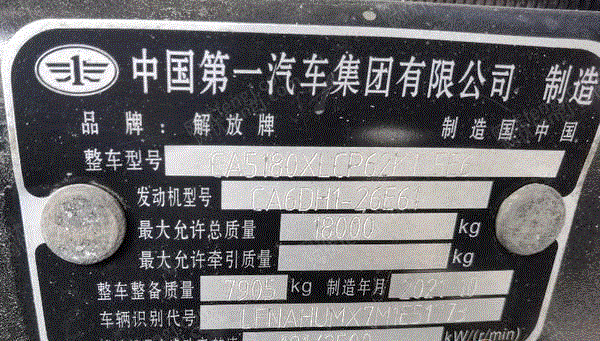 中国第一汽车集团有限公司 制造
品牌：解放牌 制造国:中国
整车型号
发动机型号 CA6DH1-26E61
最大允许总质量 18000 kg
最大允许牵引质量 kg
整车整备质量 7905 kg 制造年月
车辆识别代号
kW/(r/min)